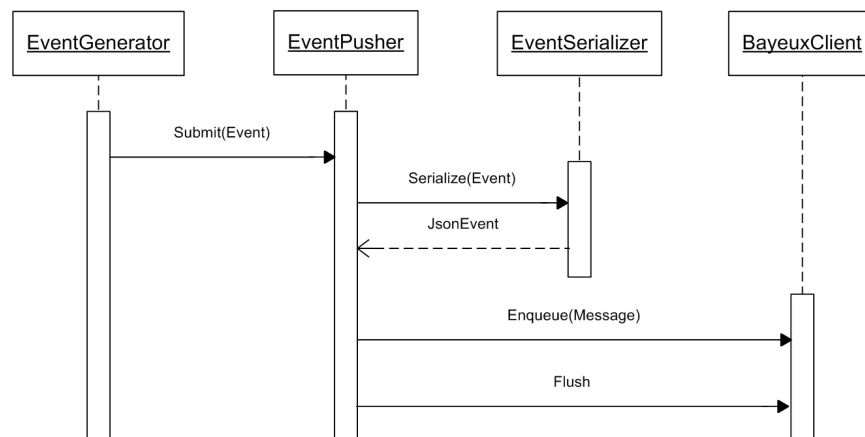 EventGenerator
EventPusher
EventSerializer
BayeuxClient
Submit(Event)
Serialize(Event)
JsonEvent
Enqueue(Message)
Flush